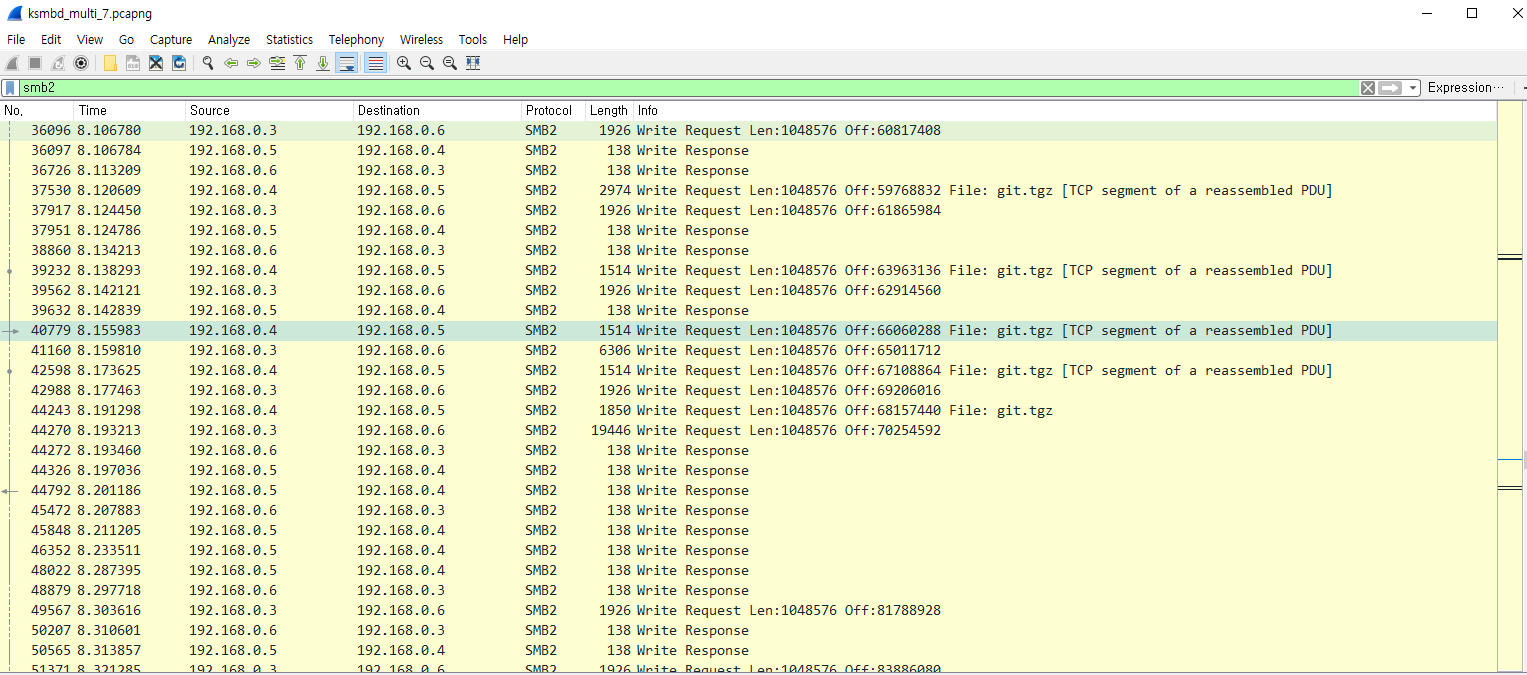 ksmbd_multi_7.pcapng
File Edit View Go Capture Analyze Statistics Telephony Wireless Tools Help
smb2 Expression…
No. Time Source Destination Protocol Length Info
36096 8.106780 192.168.0.3 192.168.0.6 SMB2 1926 Write Request Len:1048576 Off:60817408
36097 8.106784 192.168.0.5 192.168.0.4 SMB2 138 Write Response
36726 8.113209 192.168.0.6 192.168.0.3 SMB2 138 Write Response
37530 8.120609 192.168.0.4 192.168.0.5 SMB2 2974 Write Request Len:1048576 Off:59768832 File: git.tgz [TCP segment of a reassembled PDU]
37917 8.124450 192.168.0.3 192.168.0.6 SMB2 1926 Write Request Len:1048576 Off:61865984
37951 8.124786 192.168.0.5 192.168.0.4 SMB2 138 Write Response
38860 8.134213 192.168.0.6 192.168.0.3 SMB2 138 Write Response
39232 8.138293 192.168.0.4 192.168.0.5 SMB2 1514 Write Request Len:1048576 Off:63963136 File: git.tgz [TCP segment of a reassembled PDU]
39562 8.142121 192.168.0.3 192.168.0.6 SMB2 1926 Write Request Len:1048576 Off:62914560
39632 8.142839 192.168.0.5 192.168.0.4 SMB2 138 Write Response
40779 8.155983 192.168.0.4 192.168.0.5 SMB2 1514 Write Request Len:1048576 Off:66060288 File: git.tgz [TCP segment of a reassembled PDU]
41160 8.159810 192.168.0.3 192.168.0.6 SMB2 6306 Write Request Len:1048576 Off:65011712
42598 8.173625 192.168.0.4 192.168.0.5 SMB2 1514 Write Request Len:1048576 Off:67108864 File: git.tgz [TCP segment of a reassembled PDU]
42988 8.177463 192.168.0.3 192.168.0.6 SMB2 1926 Write Request Len:1048576 Off:69206016
44243 8.191298 192.168.0.4 192.168.0.5 SMB2 1850 Write Request Len:1048576 Off:68157440 File: git.tgz
44270 8.193213 192.168.0.3 192.168.0.6 SMB2 19446 Write Request Len:1048576 Off:70254592
44272 8.193460 192.168.0.6 192.168.0.3 SMB2 138 Write Response
44326 8.197036 192.168.0.5 192.168.0.4 SMB2 138 Write Response
44792 8.201186 192.168.0.5 192.168.0.4 SMB2 138 Write Response
45472 8.207883 192.168.0.6 192.168.0.3 SMB2 138 Write Response
45848 8.211205 192.168.0.5 192.168.0.4 SMB2 138 Write Response
46352 8.233511 192.168.0.5 192.168.0.4 SMB2 138 Write Response
48022 8.287395 192.168.0.5 192.168.0.4 SMB2 138 Write Response
48879 8.297718 192.168.0.6 192.168.0.3 SMB2 138 Write Response
49567 8.303616 192.168.0.3 192.168.0.6 SMB2 1926 Write Request Len:1048576 Off:81788928
50207 8.310601 192.168.0.6 192.168.0.3 SMB2 138 Write Response
50565 8.313857 192.168.0.5 192.168.0.4 SMB2 138 Write Response
51371 8.321285 192.168.0.3 192.168.0.6 SMB2 1926 Write Request Len:1048576 Off:83886080